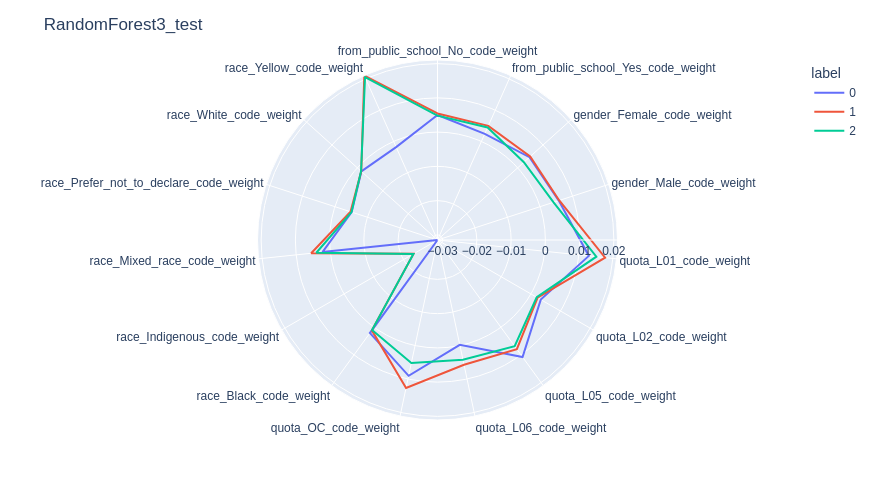 RandomForest3_test
from_public_school_No_code_weight
race_Yellow_code_weight
from_public_school_Yes_code_weight
label
0
1
2
race_White_code_weight
gender_Female_code_weight
race_Prefer_not_to_declare_code_weight
gender_Male_code_weight
−0.03 −0.02 −0.01 0 0.01 0.02
race_Mixed_race_code_weight
quota_L01_code_weight
race_Indigenous_code_weight
quota_L02_code_weight
race_Black_code_weight
quota_L05_code_weight
quota_OC_code_weight
quota_L06_code_weight